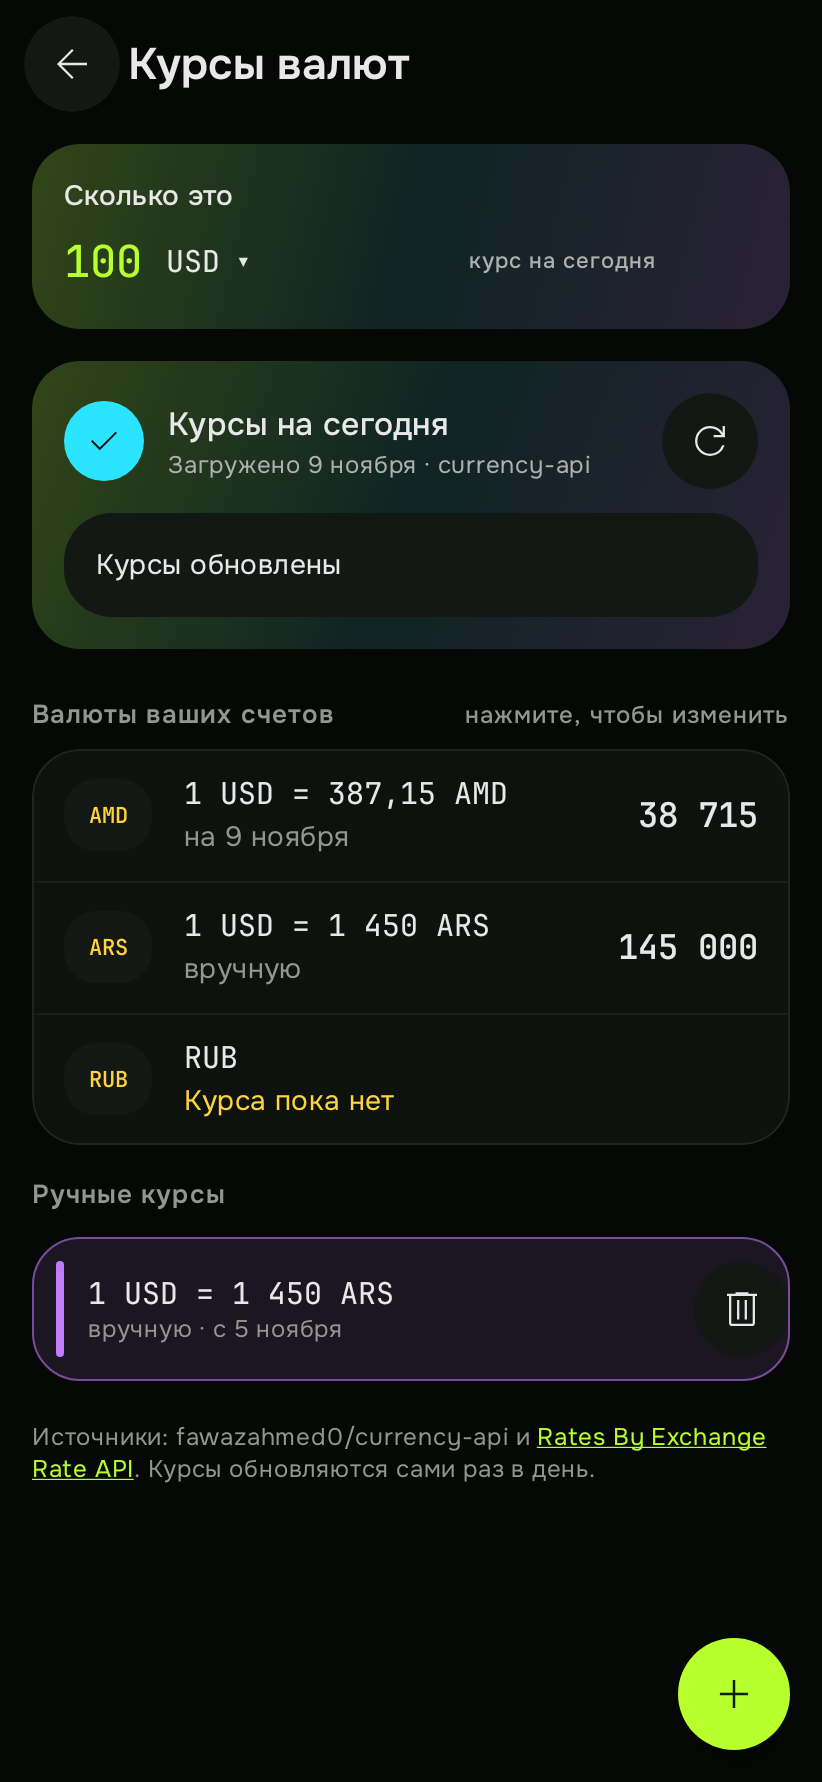 Курсы валют
Сколько это
100 USD ▾ курс на сегодня
Курсы на сегодня
Загружено 9 ноября · currency-api
Курсы обновлены
Валюты ваших счетов нажмите, чтобы изменить
AMD 1 USD = 387,15 AMD 38 715
на 9 ноября
ARS 1 USD = 1 450 ARS 145 000
вручную
RUB RUB
Курса пока нет
Ручные курсы
1 USD = 1 450 ARS
вручную · с 5 ноября
Источники: fawazahmed0/currency-api и Rates By Exchange
Rate API. Курсы обновляются сами раз в день.